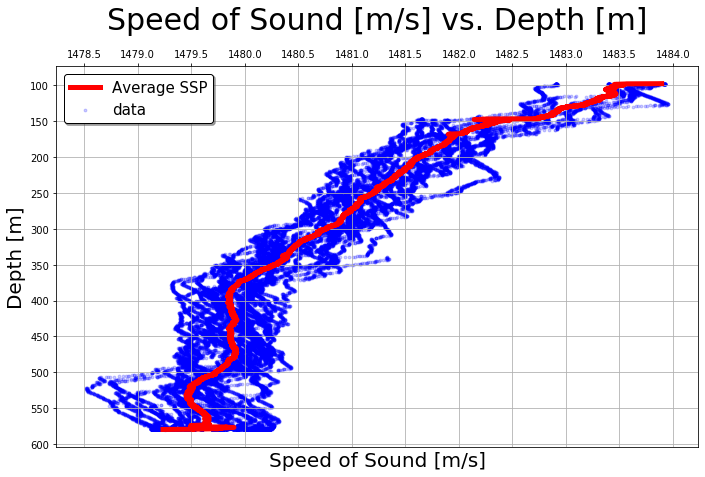 Speed of Sound [m/s] vs. Depth [m]
1478.5 1479.0 1479.5 1480.0 1480.5 1481.0 1481.5 1482.0 1482.5 1483.0 1483.5 1484.0
Average SSP
data
Depth [m]
100
150
200
250
300
350
400
450
500
550
600
Speed of Sound [m/s]